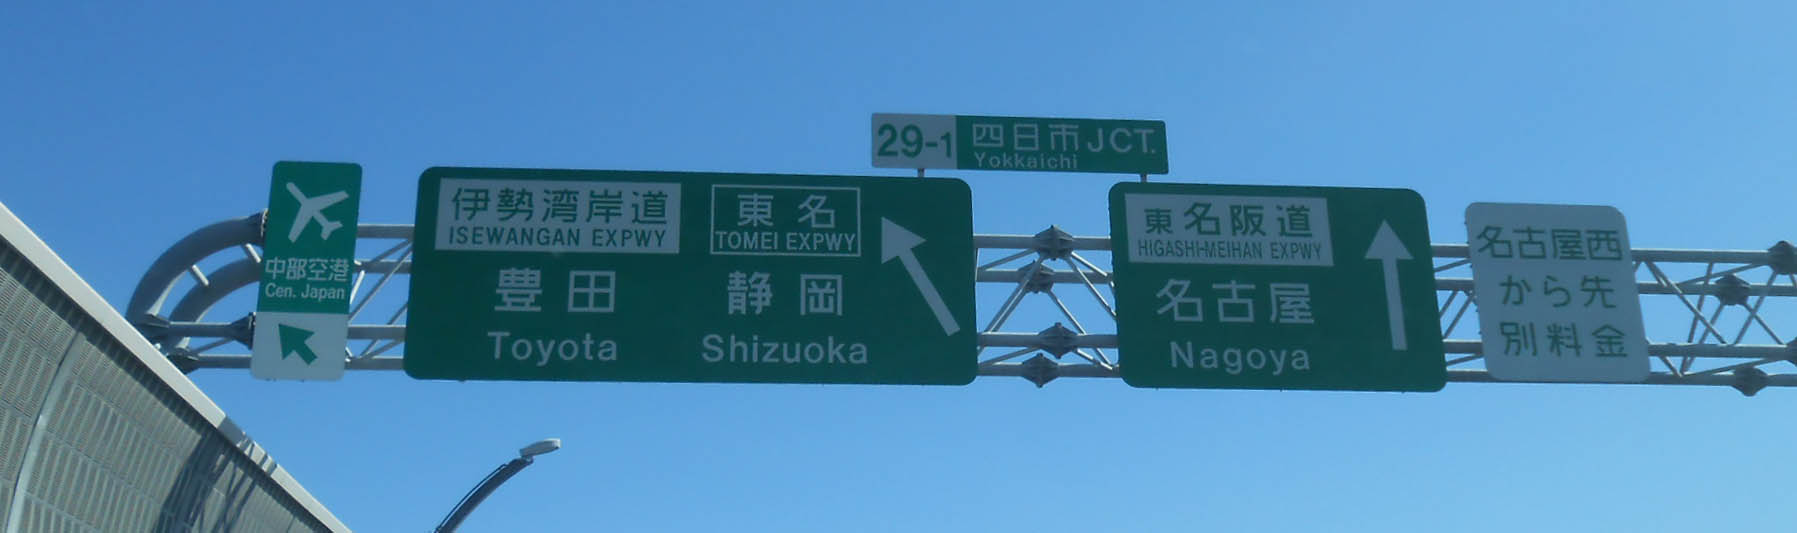 29-1 四日市JCT.
Yokkaichi
中部空港
Cen. Japan
伊勢湾岸道
ISEWANGAN EXPWY
東名
TOMEI EXPWY
豊田 静岡
Toyota Shizuoka
東名阪道
HIGASHI-MEIHAN EXPWY
名古屋
Nagoya
名古屋西
から先
別料金